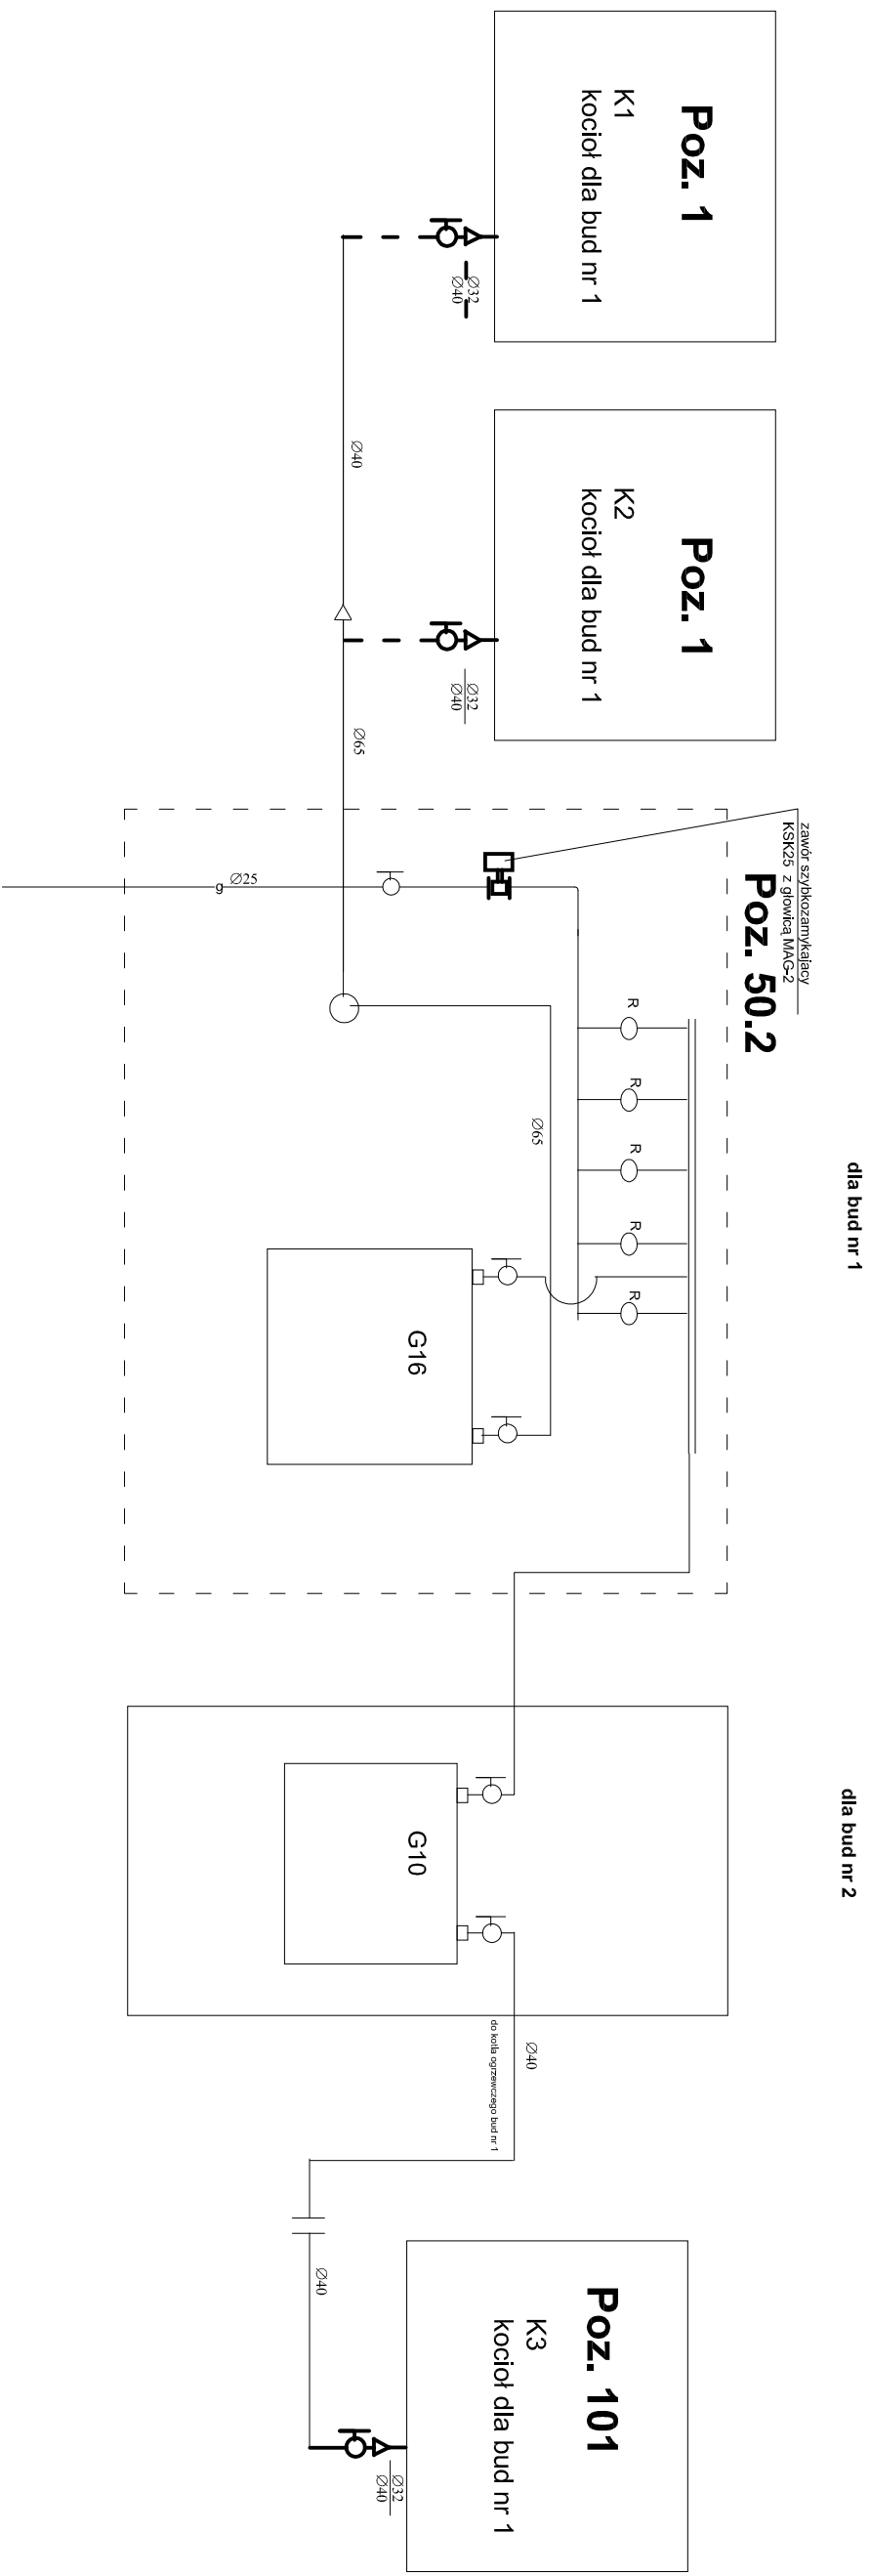 Poz. 1
K1
kocioł dla bud nr 1
Ø32
Ø40
Ø40
Poz. 1
K2
kocioł dla bud nr 1
Ø32
Ø40
Ø65
zawór szybkozamykajacy
KSK25 z głowicą MAG-2
Poz. 50.2
g Ø25
R
R
R
R
R
Ø65
dla bud nr 1
G16
dla bud nr 2
G10
Ø40
do kotła ogrzewczego bud nr 1
Ø40
Poz. 101
K3
kocioł dla bud nr 1
Ø32
Ø40